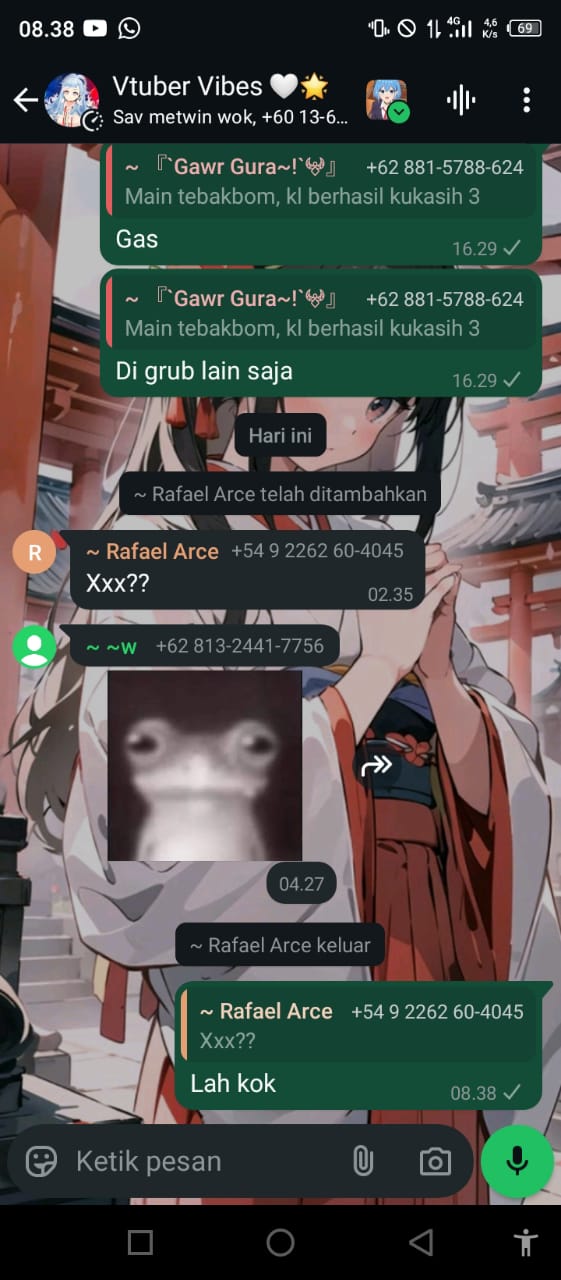 08.38
4G
4,6
K/s
69
Vtuber Vibes 🤍🌟
Sav metwin wok, +60 13-6...
~ 『`Gawr Gura~!`🔱』 +62 881-5788-624
Main tebakbom, kl berhasil kukasih 3
Gas
16.29
~ 『`Gawr Gura~!`🔱』 +62 881-5788-624
Main tebakbom, kl berhasil kukasih 3
Di grub lain saja
16.29
Hari ini
~ Rafael Arce telah ditambahkan
R
~ Rafael Arce +54 9 2262 60-4045
Xxx??
02.35
~ ~w +62 813-2441-7756
04.27
~ Rafael Arce keluar
~ Rafael Arce +54 9 2262 60-4045
Xxx??
Lah kok
08.38
Ketik pesan